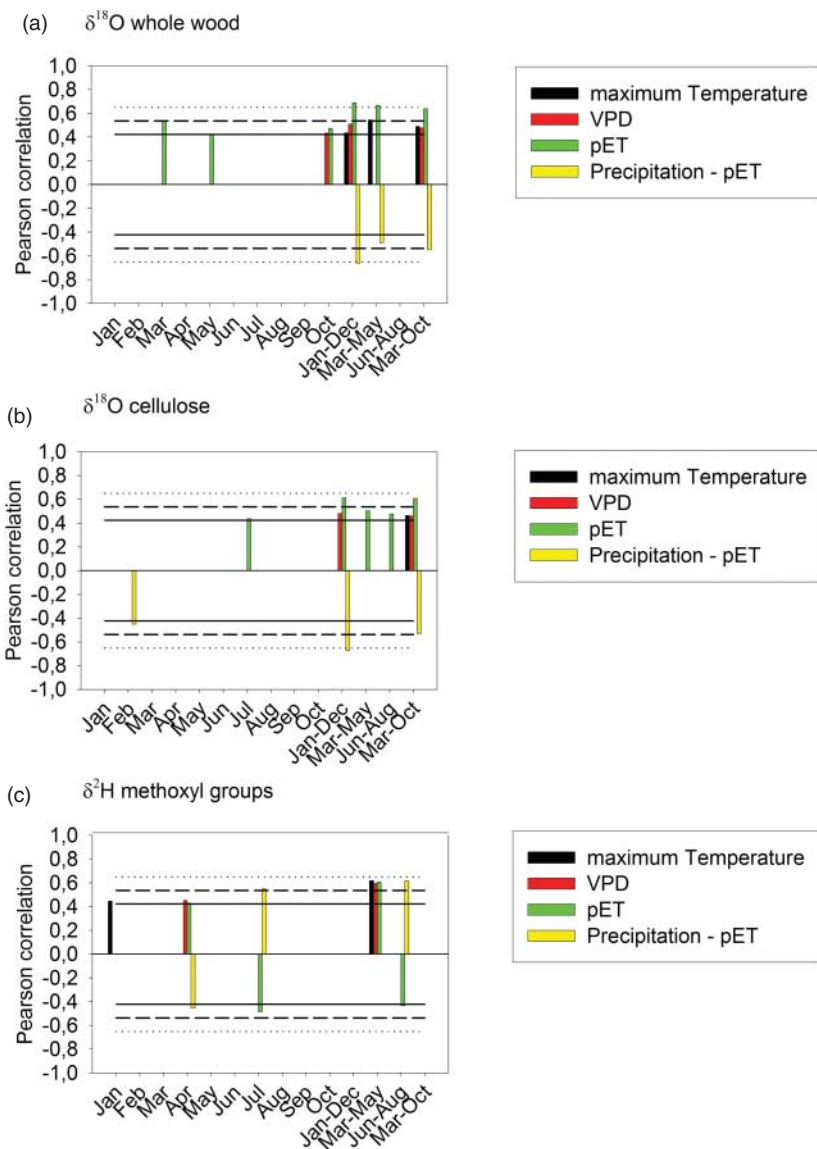 (a) δ18O whole wood
Pearson correlation
1,0
0,8
0,6
0,4
0,2
0,0
-0,2
-0,4
-0,6
-0,8
-1,0
Jan
Feb
Mar
Apr
May
Jun
Jul
Aug
Sep
Oct
Jan-Dec
Mar-May
Jun-Aug
Mar-Oct
maximum Temperature
VPD
pET
Precipitation - pET
(b) δ18O cellulose
Pearson correlation
1,0
0,8
0,6
0,4
0,2
0,0
-0,2
-0,4
-0,6
-0,8
-1,0
Jan
Feb
Mar
Apr
May
Jun
Jul
Aug
Sep
Oct
Jan-Dec
Mar-May
Jun-Aug
Mar-Oct
maximum Temperature
VPD
pET
Precipitation - pET
(c) δ2H methoxyl groups
Pearson correlation
1,0
0,8
0,6
0,4
0,2
0,0
-0,2
-0,4
-0,6
-0,8
-1,0
Jan
Feb
Mar
Apr
May
Jun
Jul
Aug
Sep
Oct
Jan-Dec
Mar-May
Jun-Aug
Mar-Oct
maximum Temperature
VPD
pET
Precipitation - pET